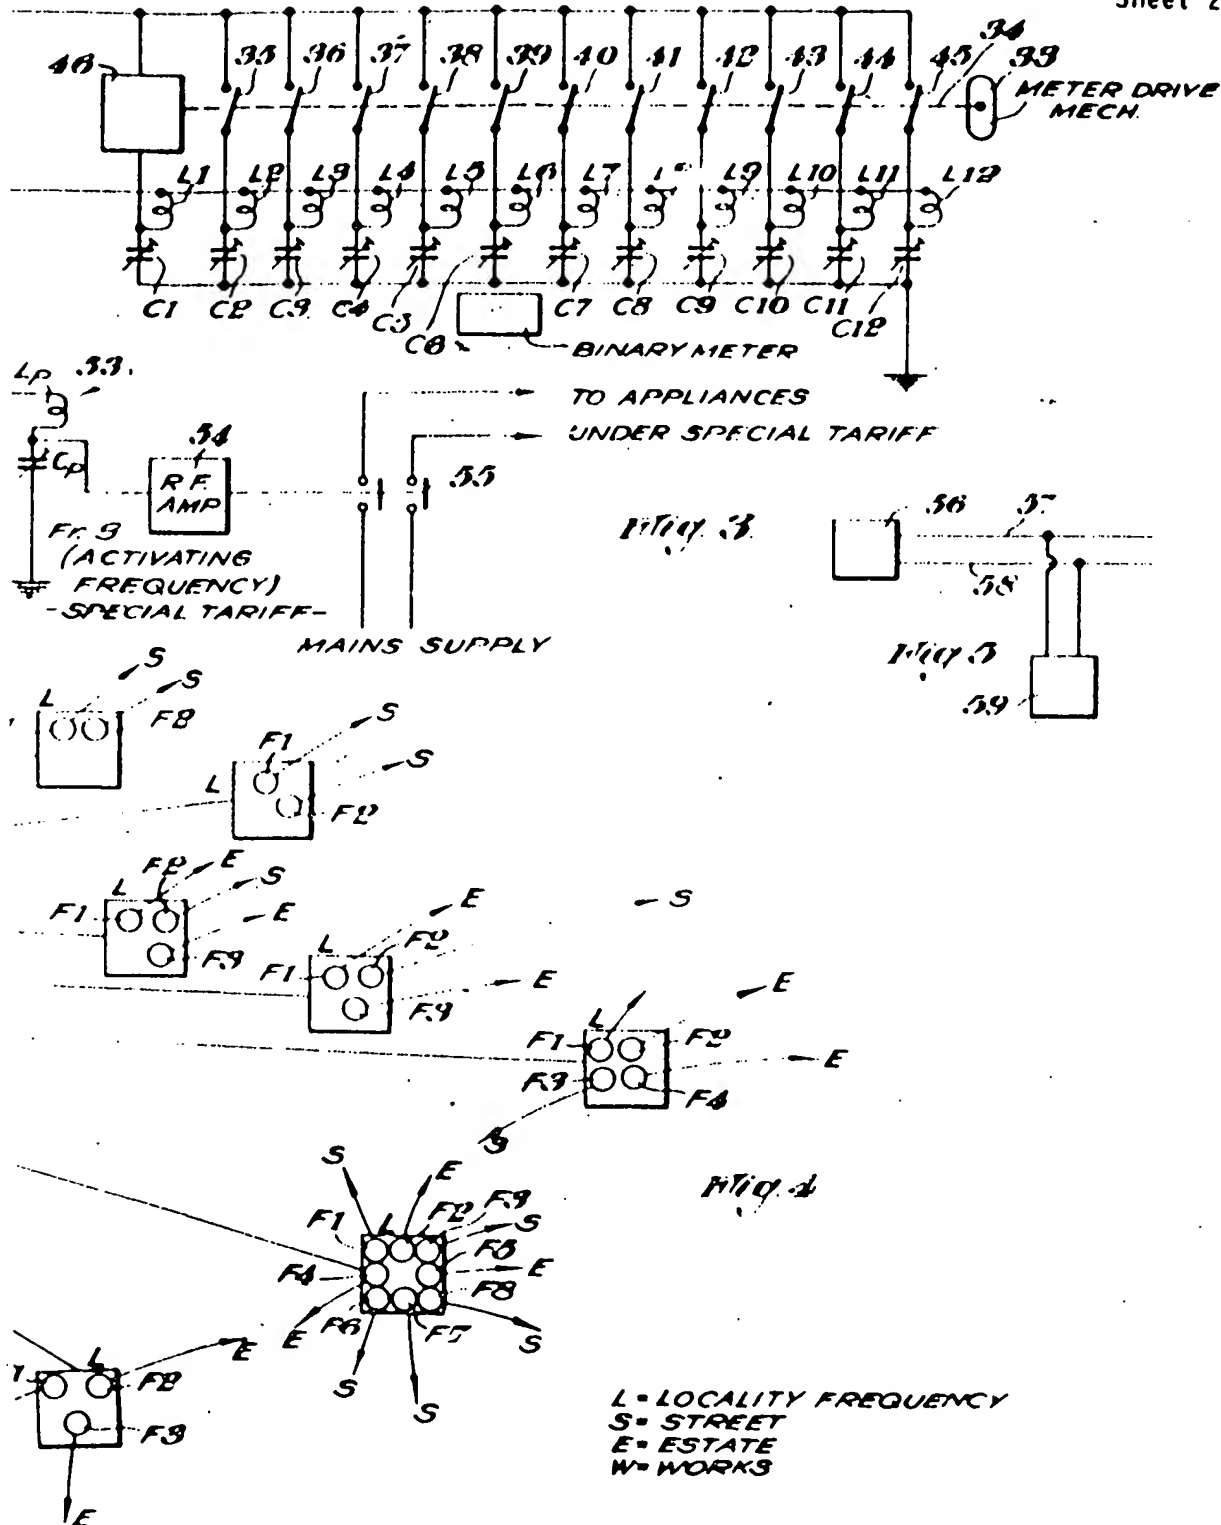 Sheet 2
46
35
36
37
38
39
40
41
42
43
44
45
34
33
METER DRIVE
MECH.
L1
L2
L3
L4
L5
L6
L7
L9
L10
L11
L12
C1
C2
C3
C4
C5
C6
C7
C8
C9
C10
C11
C12
BINARY METER
Lp
53.
Cp
54
R.F.
AMP
TO APPLIANCES
UNDER SPECIAL TARIFF
55
Fr. 3
(ACTIVATING
FREQUENCY)
-SPECIAL TARIFF-
MAINS SUPPLY
Fig. 3
56
57
58
Fig. 5
59
L
S
S
F2
L
F1
S
S
F2
L
F2
E
S
F1
E
F3
L
E
F2
S
F1
E
F3
L
E
F1
F2
E
F3
F4
S
Fig. 4
S
E
F1
L
F2
F3
S
F4
F5
E
F8
E
F6
F7
S
S
S
L
E
F2
F3
E
L = LOCALITY FREQUENCY
S = STREET
E = ESTATE
W = WORKS